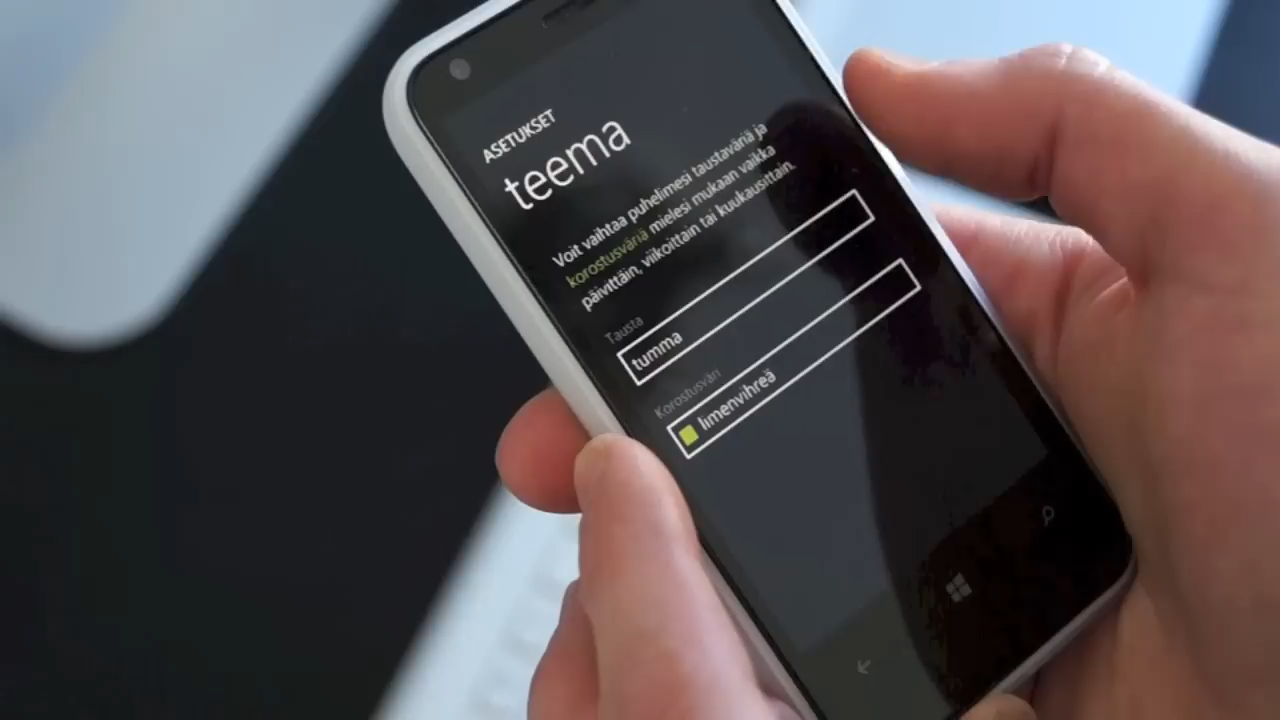 ASETUKSET
teema
Voit vaihtaa puhelimesi taustaväriä ja
korostusväriä mielesi mukaan vaikka
päivittäin, viikoittain tai kuukausittain.
Tausta
tumma
Korostusväri
limenvihreä